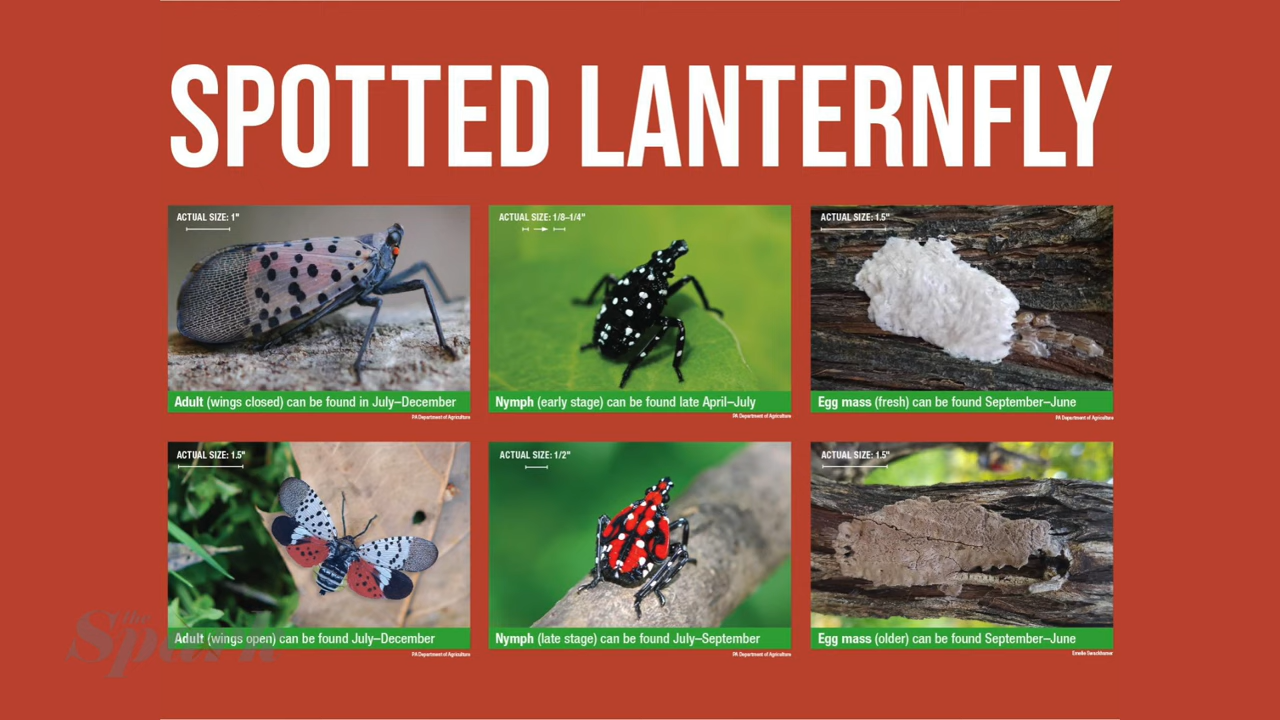 SPOTTED LANTERNFLY
ACTUAL SIZE: 1"
Adult (wings closed) can be found in July–December
PA Department of Agriculture
ACTUAL SIZE: 1/8–1/4"
Nymph (early stage) can be found late April–July
PA Department of Agriculture
ACTUAL SIZE: 1.5"
Egg mass (fresh) can be found September–June
PA Department of Agriculture
ACTUAL SIZE: 1.5"
Adult (wings open) can be found July–December
PA Department of Agriculture
ACTUAL SIZE: 1/2"
Nymph (late stage) can be found July–September
PA Department of Agriculture
ACTUAL SIZE: 1.5"
Egg mass (older) can be found September–June
the
Spark